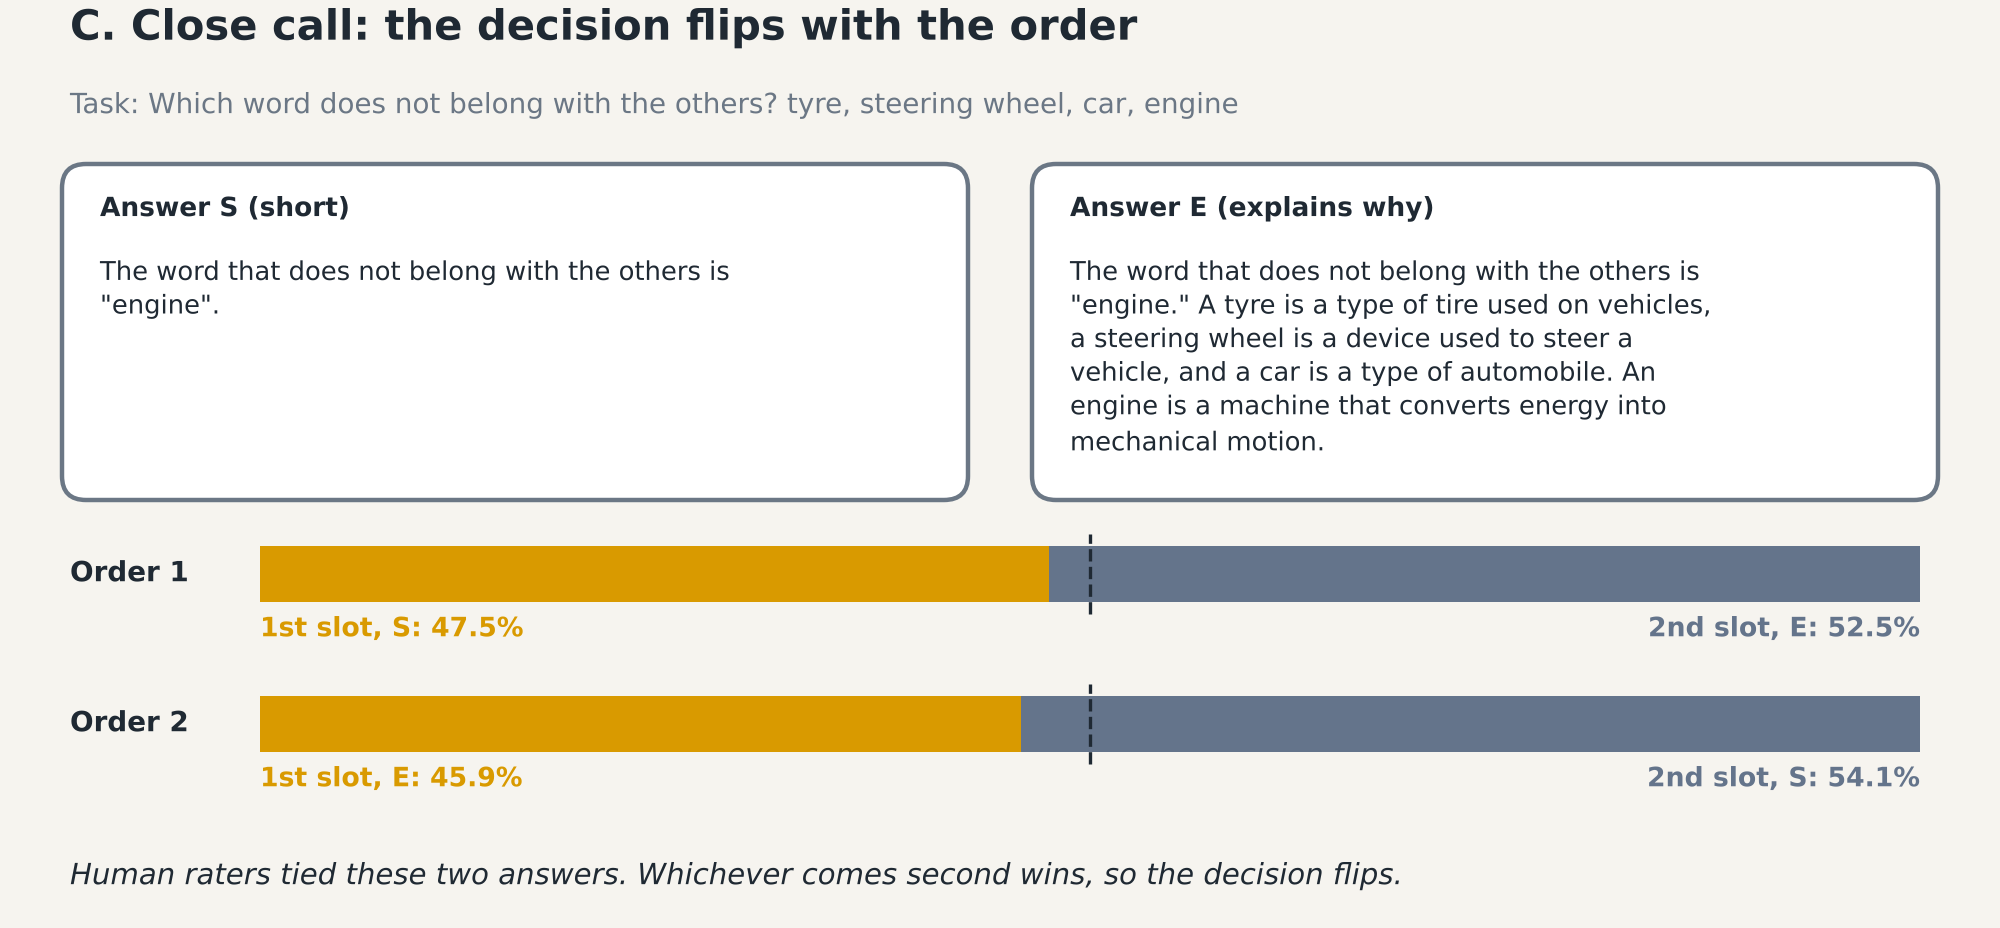 C. Close call: the decision flips with the order
Task: Which word does not belong with the others? tyre, steering wheel, car, engine
Answer S (short)
The word that does not belong with the others is
"engine".
Answer E (explains why)
The word that does not belong with the others is
"engine." A tyre is a type of tire used on vehicles,
a steering wheel is a device used to steer a
vehicle, and a car is a type of automobile. An
engine is a machine that converts energy into
mechanical motion.
Order 1
1st slot, S: 47.5%
2nd slot, E: 52.5%
Order 2
1st slot, E: 45.9%
2nd slot, S: 54.1%
Human raters tied these two answers. Whichever comes second wins, so the decision flips.